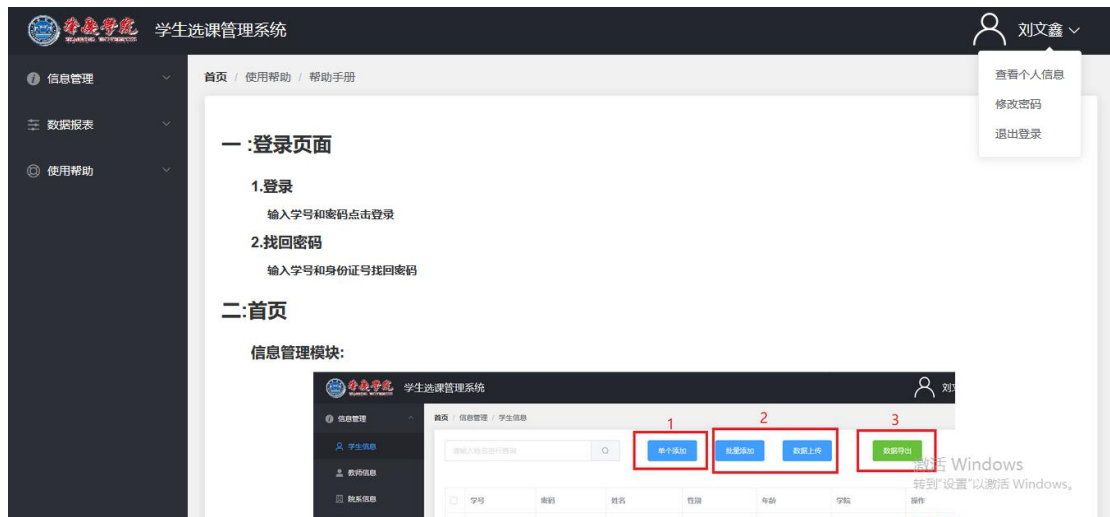 学生选课管理系统
刘文鑫
信息管理
数据报表
使用帮助
首页 / 使用帮助 / 帮助手册
查看个人信息
修改密码
退出登录
一 :登录页面
1.登录
输入学号和密码点击登录
2.找回密码
输入学号和身份证号找回密码
二:首页
信息管理模块:
学生选课管理系统
信息管理
首页 / 信息管理 / 学生信息
1
2
3
学生信息
教师信息
院系信息
请输入姓名进行查询
单个添加
批量添加
数据上传
数据导出
学号
密码
姓名
性别
年龄
学院
操作
激活 Windows
转到"设置"以激活 Windows。